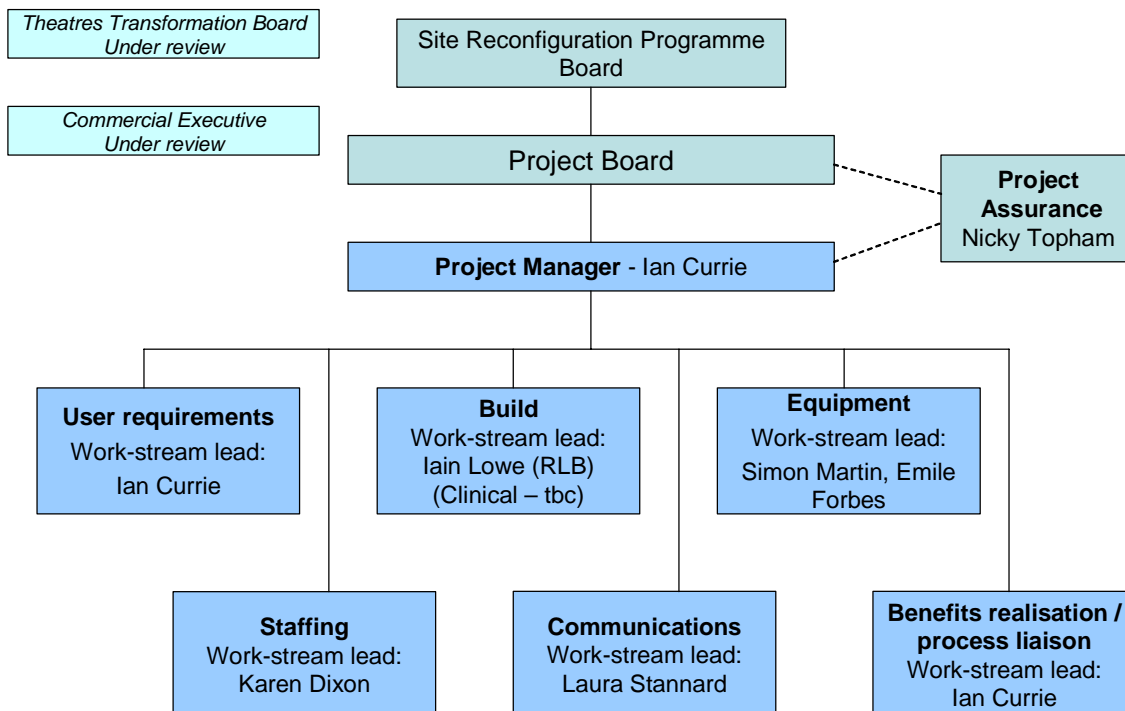 Theatres Transformation Board
Under review
Site Reconfiguration Programme
Board
Commercial Executive
Under review
Project Board
Project
Assurance
Nicky Topham
Project Manager - Ian Currie
User requirements
Work-stream lead:
Ian Currie
Build
Work-stream lead:
Iain Lowe (RLB)
(Clinical – tbc)
Equipment
Work-stream lead:
Simon Martin, Emile
Forbes
Staffing
Work-stream lead:
Karen Dixon
Communications
Work-stream lead:
Laura Stannard
Benefits realisation /
process liaison
Work-stream lead:
Ian Currie